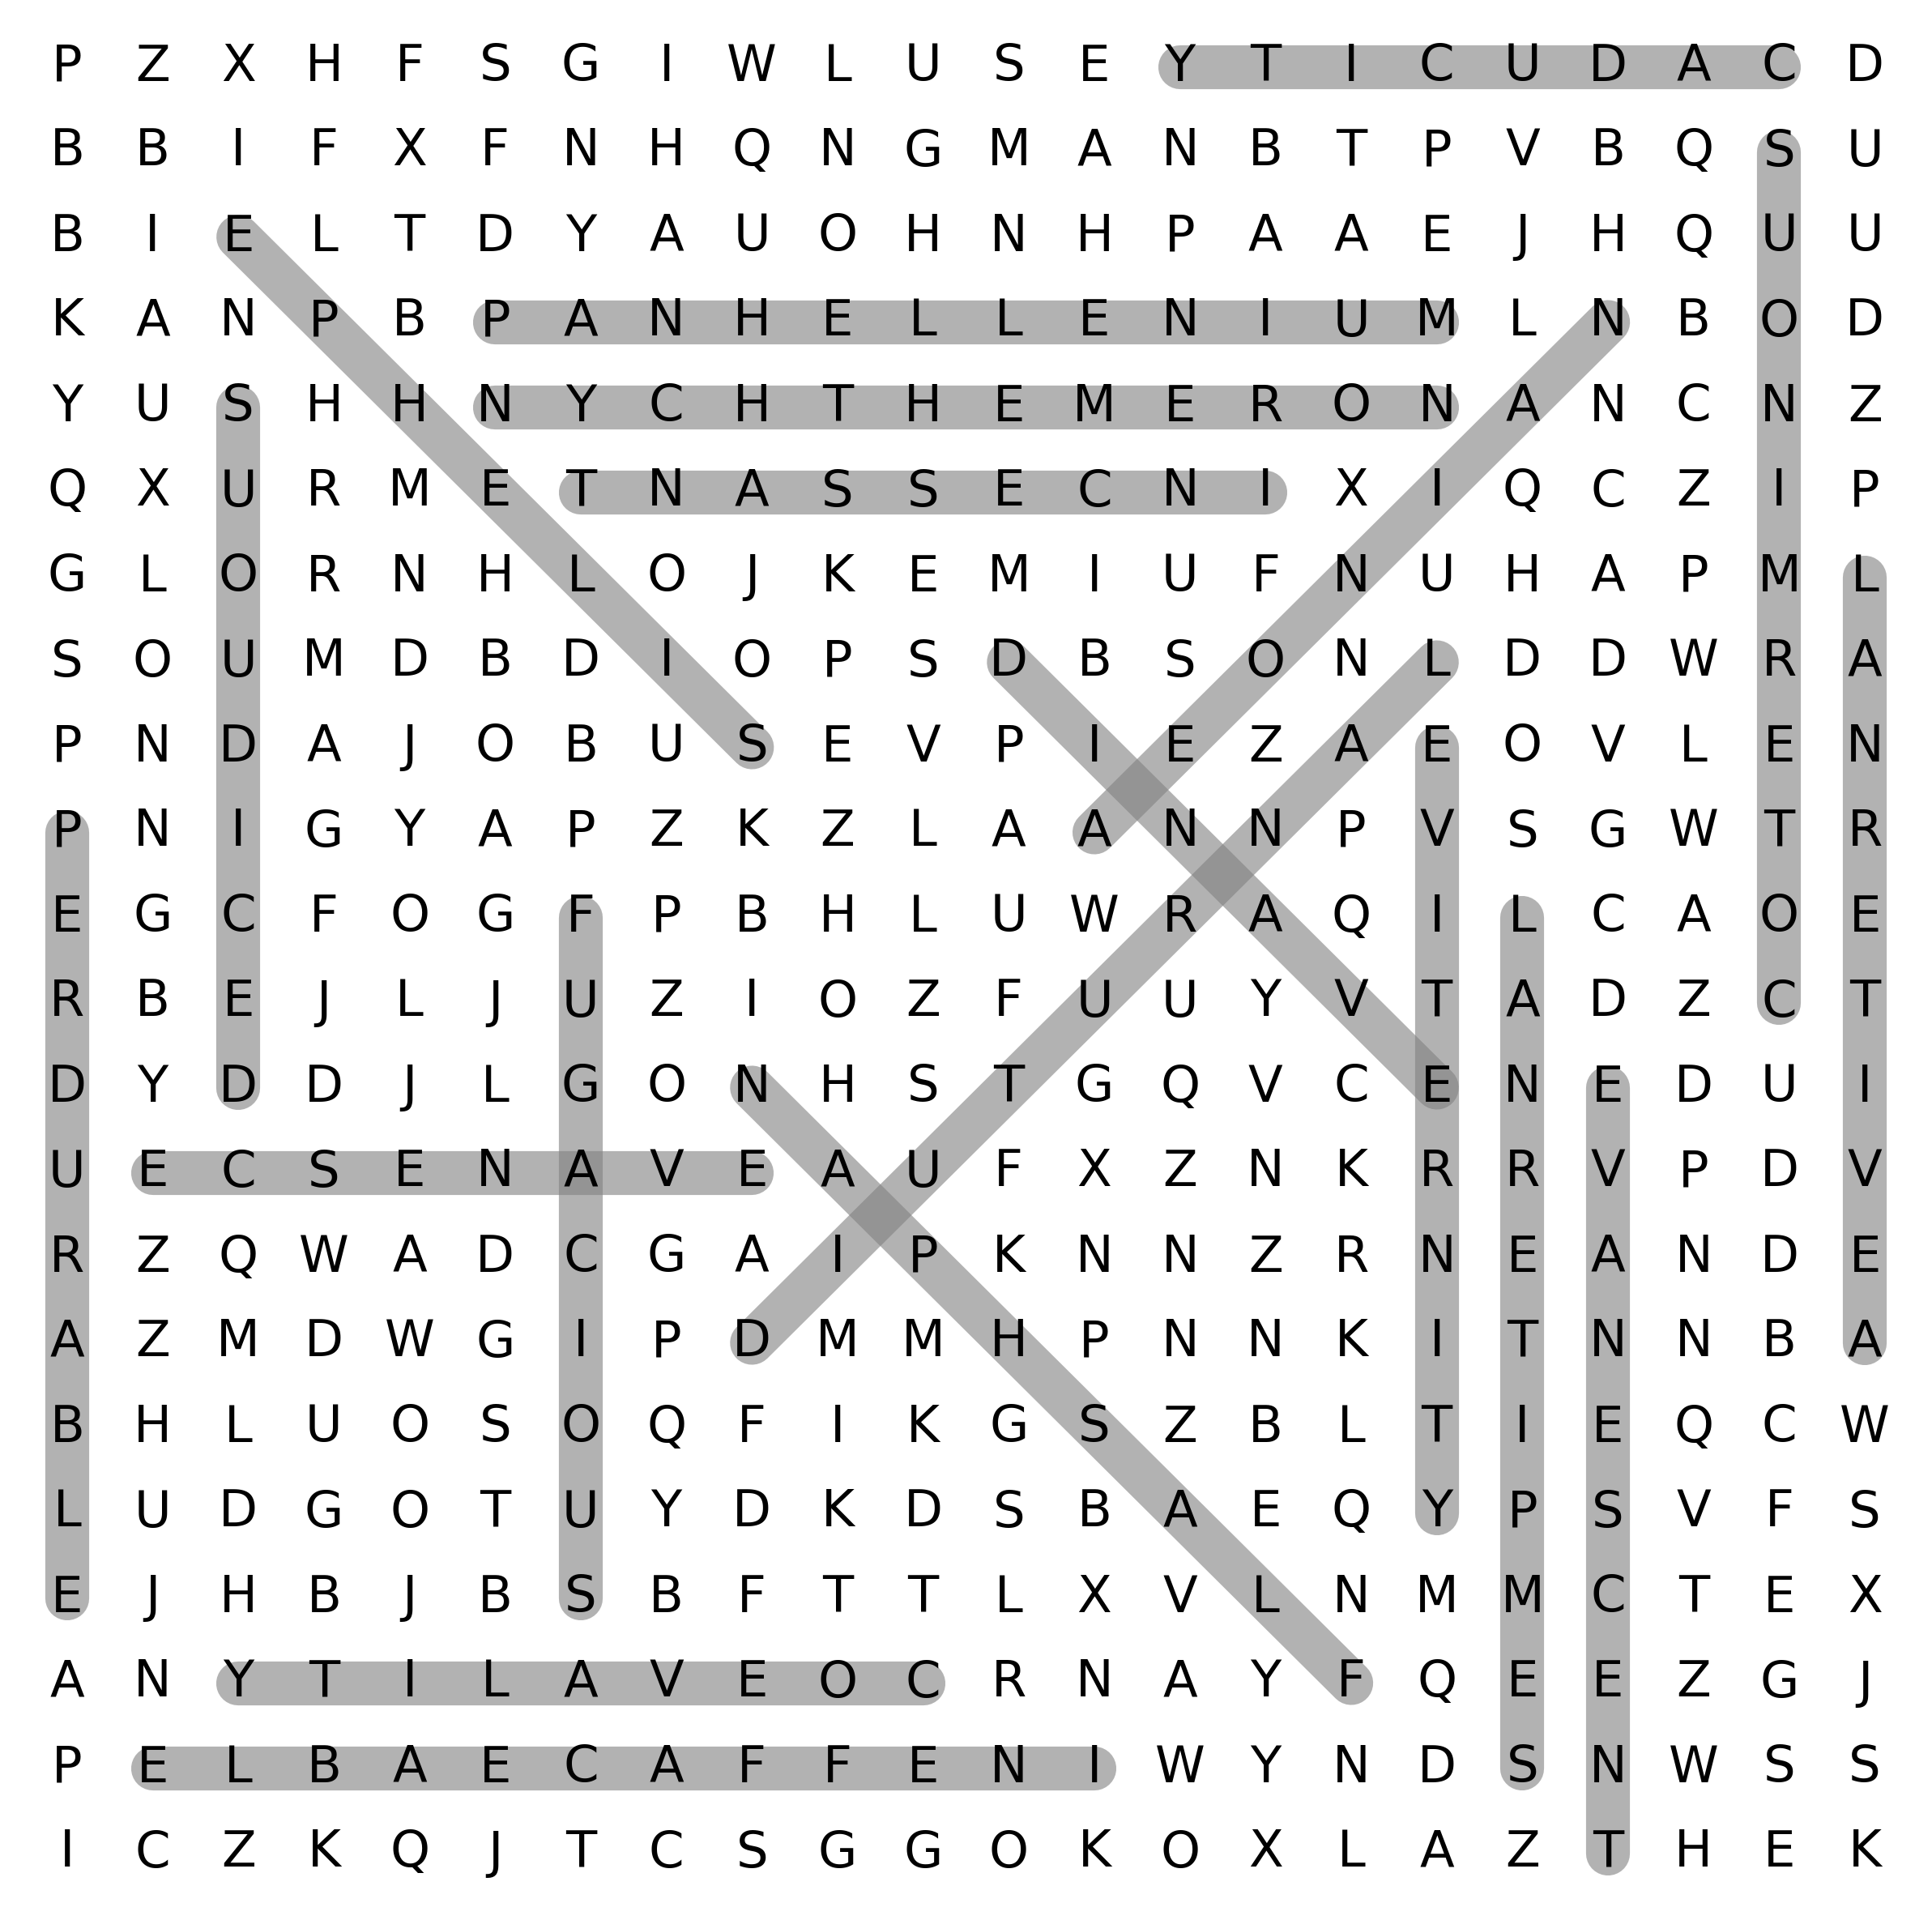 P Z X H F S G I W L U S E Y T I C U D A C D
B B I F X F N H Q N G M A N B T P V B Q S U
B I E L T D Y A U O H N H P A A E J H Q U U
K A N P B P A N H E L L E N I U M L N B O D
Y U S H H N Y C H T H E M E R O N A N C N Z
Q X U R M E T N A S S E C N I X I Q C Z I P
G L O R N H L O J K E M I U F N U H A P M L
S O U M D B D I O P S D B S O N L D D W R A
P N D A J O B U S E V P I E Z A E O V L E N
P N I G Y A P Z K Z L A A N N P V S G W T R
E G C F O G F P B H L U W R A Q I L C A O E
R B E J L J U Z I O Z F U U Y V T A D Z C T
D Y D D J L G O N H S T G Q V C E N E D U I
U E C S E N A V E A U F X Z N K R R V P D V
R Z Q W A D C G A I P K N N Z R N E A N D E
A Z M D W G I P D M M H P N N K I T N N B A
B H L U O S O Q F I K G S Z B L T I E Q C W
L U D G O T U Y D K D S B A E Q Y P S V F S
E J H B J B S B F T T L X V L N M M C T E X
A N Y T I L A V E O C R N A Y F Q E E Z G J
P E L B A E C A F F E N I W Y N D S N W S S
I C Z K Q J T C S G G O K O X L A Z T H E K